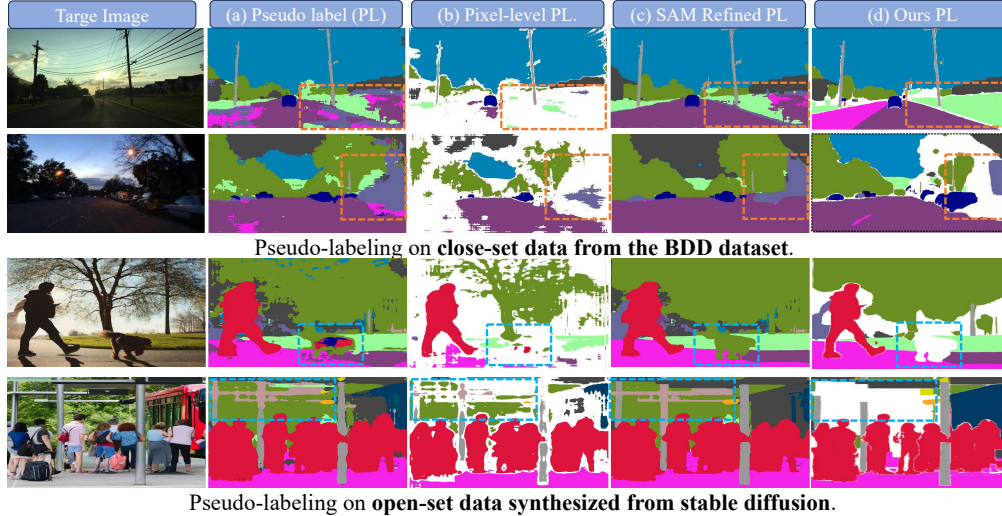 Targe Image
(a) Pseudo label (PL)
(b) Pixel-level PL.
(c) SAM Refined PL
(d) Ours PL
Pseudo-labeling on close-set data from the BDD dataset.
Pseudo-labeling on open-set data synthesized from stable diffusion.